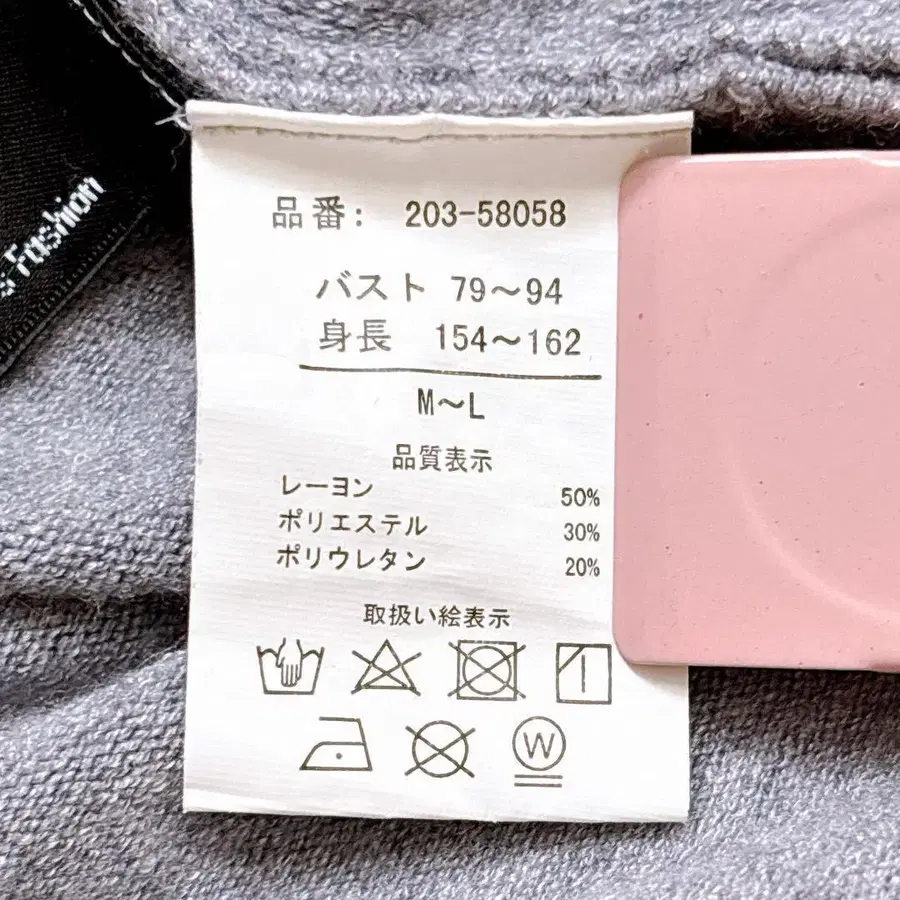 s Fashion
品番: 203-58058
バスト 79～94
身長 154～162
M～L
品質表示
レーヨン 50%
ポリエステル 30%
ポリウレタン 20%
取扱い絵表示
W